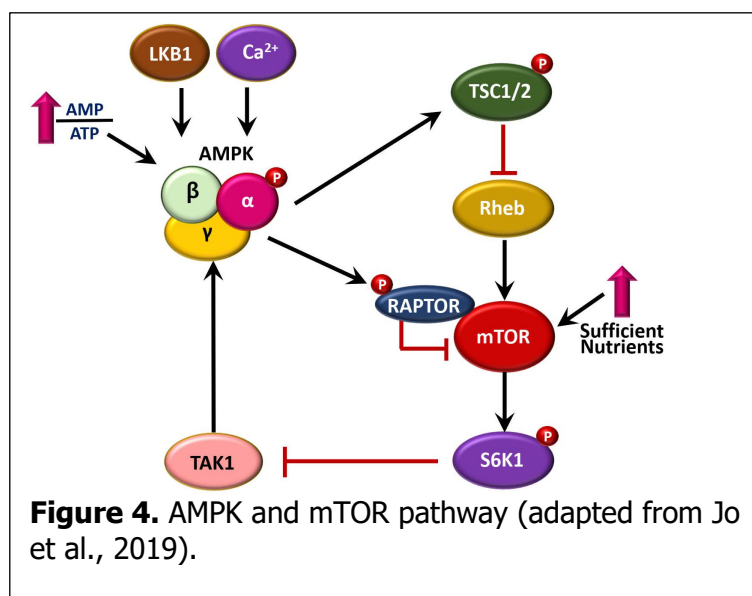 LKB1
Ca²⁺
P
TSC1/2
AMP
ATP
AMPK
P
β
α
γ
Rheb
P
RAPTOR
mTOR
Sufficient
Nutrients
P
TAK1
S6K1
Figure 4. AMPK and mTOR pathway (adapted from Jo
et al., 2019).